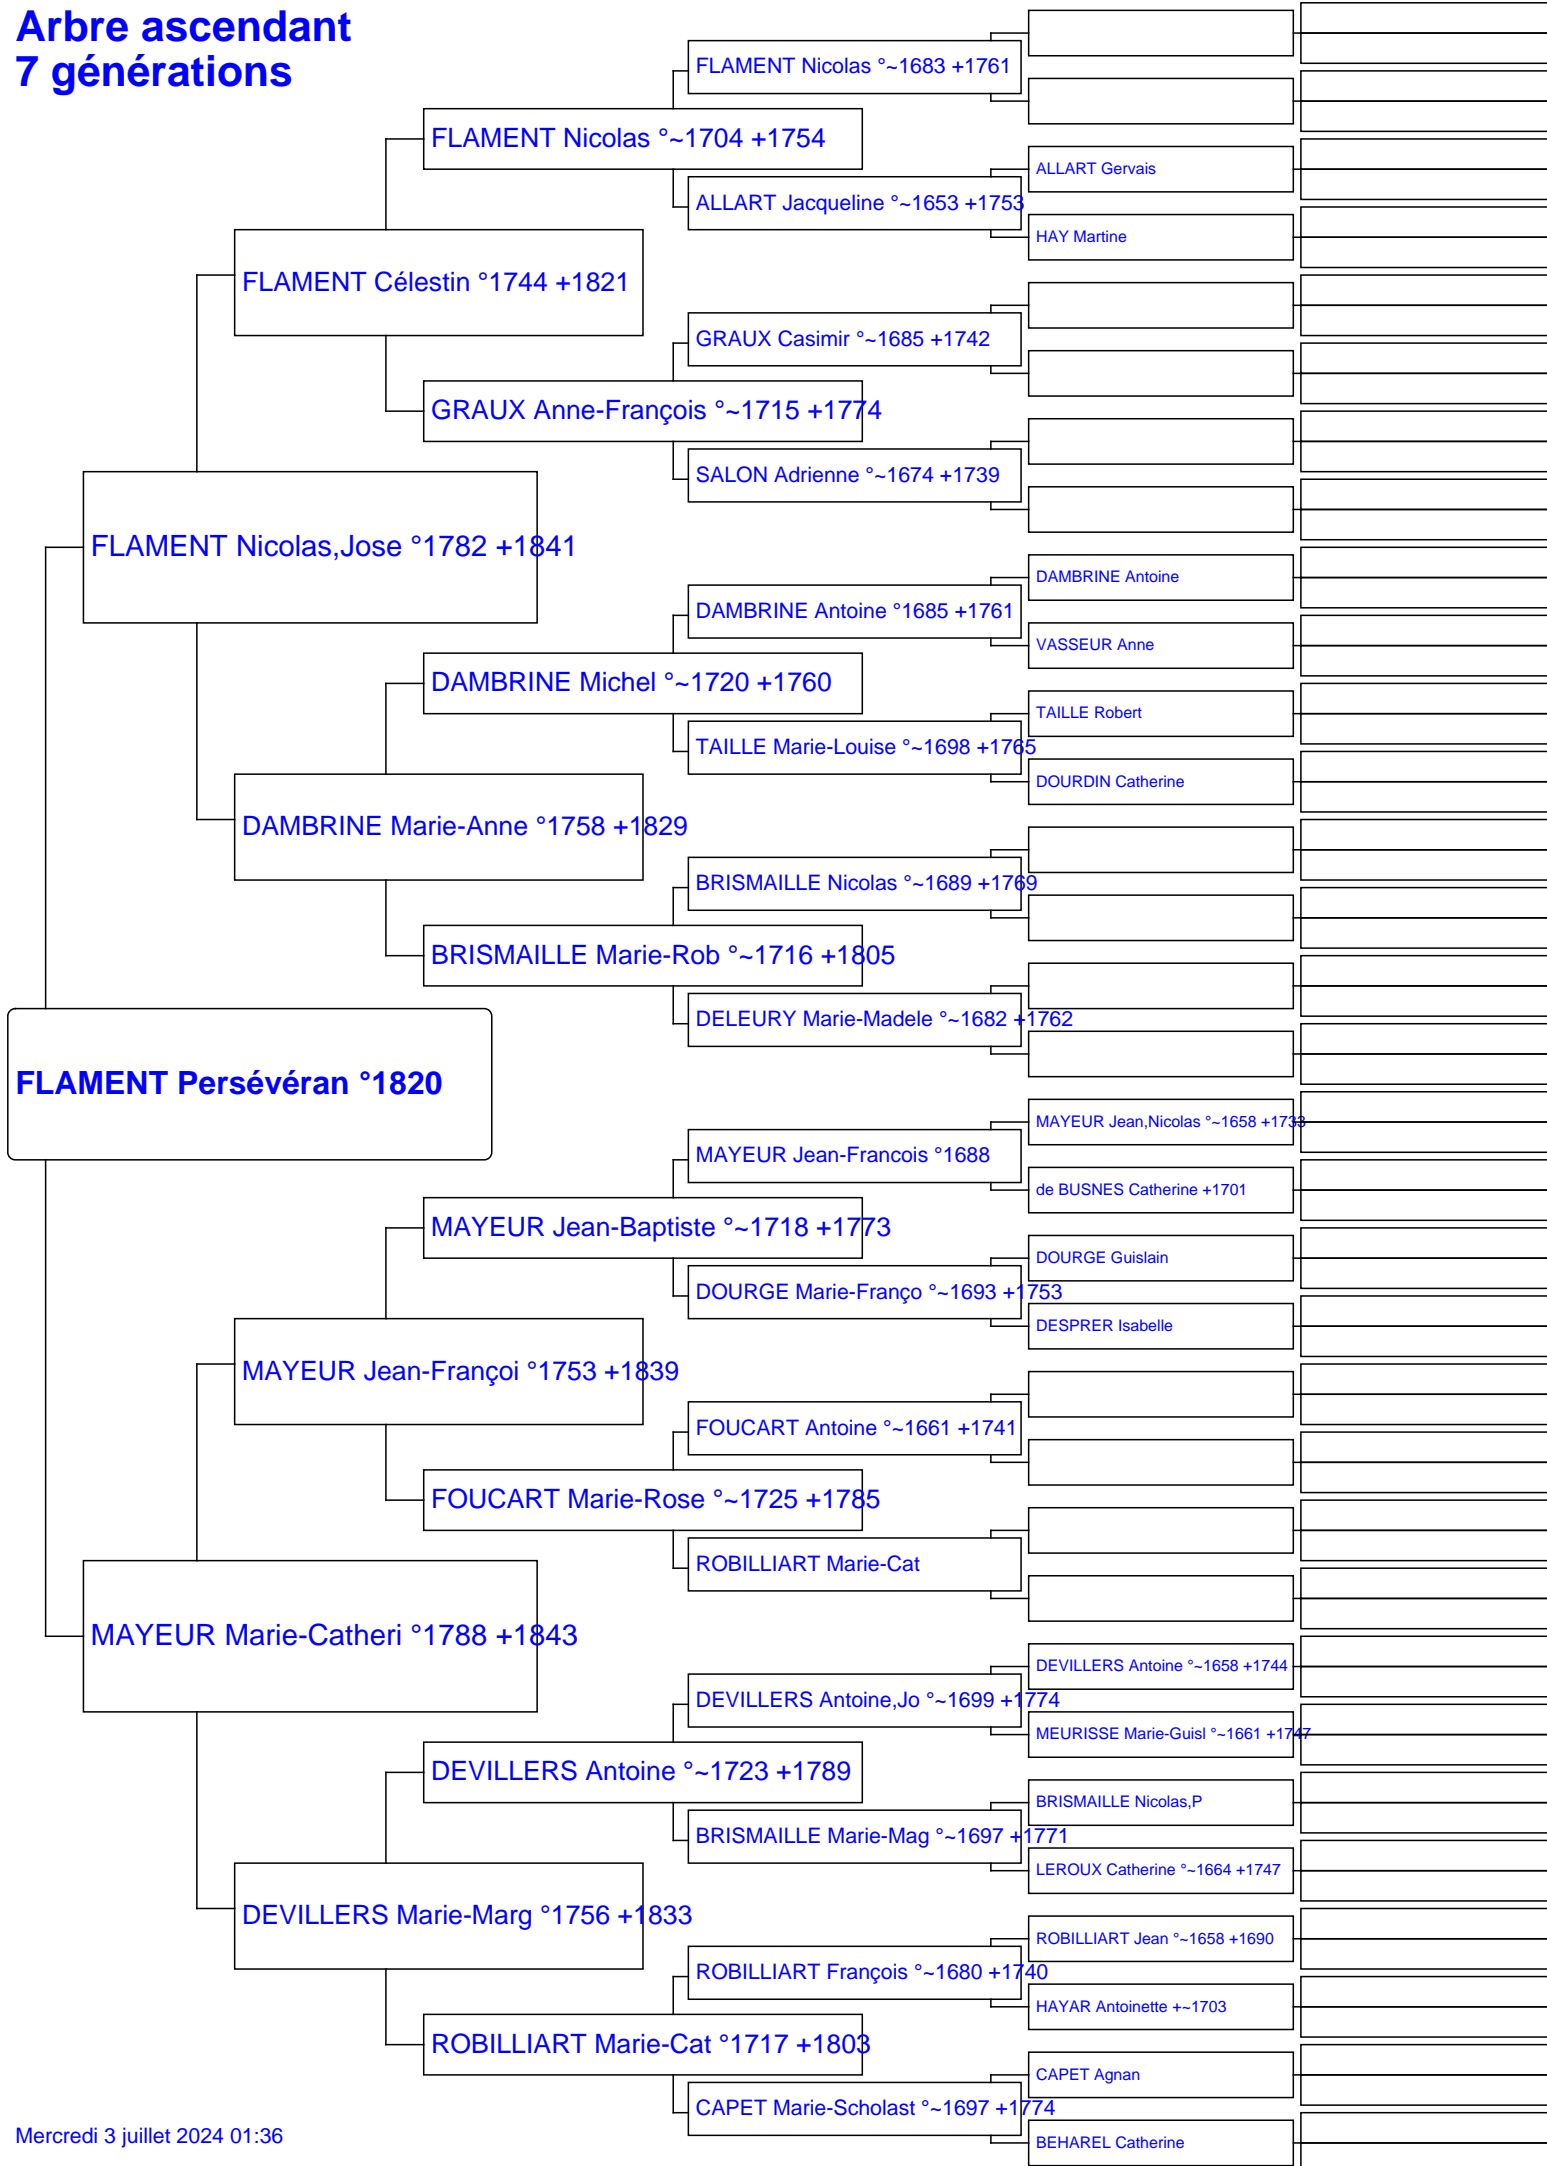 Arbre ascendant
7 générations
FLAMENT Nicolas °~1683 +1761
FLAMENT Nicolas °~1704 +1754
ALLART Gervais
ALLART Jacqueline °~1653 +1753
HAY Martine
FLAMENT Célestin °1744 +1821
GRAUX Casimir °~1685 +1742
GRAUX Anne-François °~1715 +1774
SALON Adrienne °~1674 +1739
FLAMENT Nicolas,Jose °1782 +1841
DAMBRINE Antoine
DAMBRINE Antoine °1685 +1761
VASSEUR Anne
DAMBRINE Michel °~1720 +1760
TAILLE Robert
TAILLE Marie-Louise °~1698 +1765
DOURDIN Catherine
DAMBRINE Marie-Anne °1758 +1829
BRISMAILLE Nicolas °~1689 +1769
BRISMAILLE Marie-Rob °~1716 +1805
DELEURY Marie-Madele °~1682 +1762
FLAMENT Persévéran °1820
MAYEUR Jean,Nicolas °~1658 +1733
MAYEUR Jean-Francois °1688
de BUSNES Catherine +1701
MAYEUR Jean-Baptiste °~1718 +1773
DOURGE Guislain
DOURGE Marie-Franço °~1693 +1753
DESPRER Isabelle
MAYEUR Jean-Françoi °1753 +1839
FOUCART Antoine °~1661 +1741
FOUCART Marie-Rose °~1725 +1785
ROBILLIART Marie-Cat
MAYEUR Marie-Catheri °1788 +1843
DEVILLERS Antoine °~1658 +1744
DEVILLERS Antoine,Jo °~1699 +1774
MEURISSE Marie-Guisl °~1661 +1747
DEVILLERS Antoine °~1723 +1789
BRISMAILLE Nicolas,P
BRISMAILLE Marie-Mag °~1697 +1771
LEROUX Catherine °~1664 +1747
DEVILLERS Marie-Marg °1756 +1833
ROBILLIART Jean °~1658 +1690
ROBILLIART François °~1680 +1740
HAYAR Antoinette +~1703
ROBILLIART Marie-Cat °1717 +1803
CAPET Agnan
CAPET Marie-Scholast °~1697 +1774
BEHAREL Catherine
Mercredi 3 juillet 2024 01:36